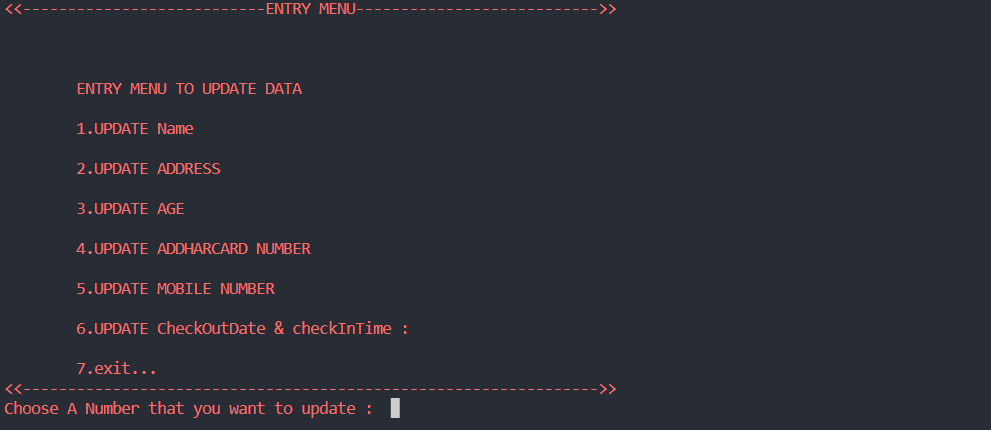 <<---------------------------ENTRY MENU--------------------------->>
ENTRY MENU TO UPDATE DATA
1.UPDATE Name
2.UPDATE ADDRESS
3.UPDATE AGE
4.UPDATE ADDHARCARD NUMBER
5.UPDATE MOBILE NUMBER
6.UPDATE CheckOutDate & checkInTime :
7.exit...
<<---------------------------------------------------------------->>
Choose A Number that you want to update :